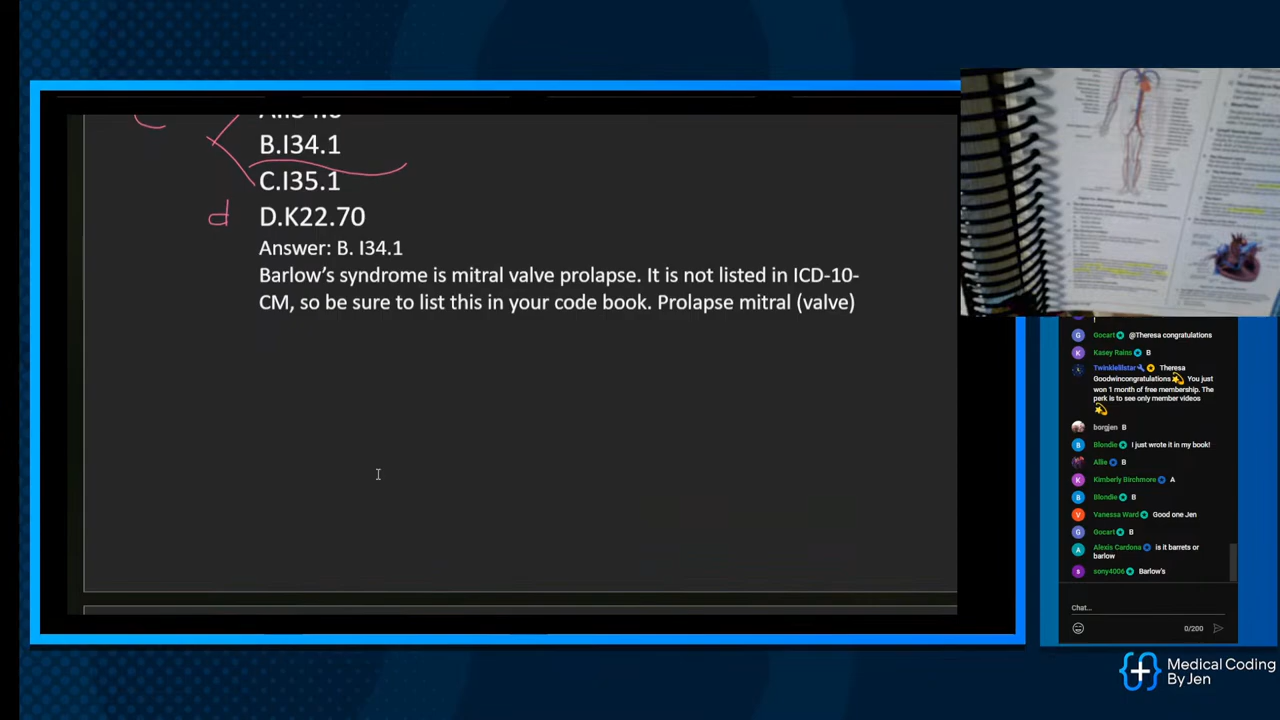 B.I34.1
C.I35.1
d
D.K22.70
Answer: B. I34.1
Barlow’s syndrome is mitral valve prolapse. It is not listed in ICD-10-
CM, so be sure to list this in your code book. Prolapse mitral (valve)
G Gocart @Theresa congratulations
K Kasey Rains B
Twinklelilstar Theresa
Goodwincongratulations You just
won 1 month of free membership. The
perk is to see only member videos
borgjen B
B Blondie I just wrote it in my book!
A Allie B
K Kimberly Birchmore A
B Blondie B
V Vanessa Ward Good one Jen
G Gocart B
A Alexis Cardona is it barrets or
barlow
s sony4006 Barlow's
Chat...
0/200
Medical Coding
By Jen